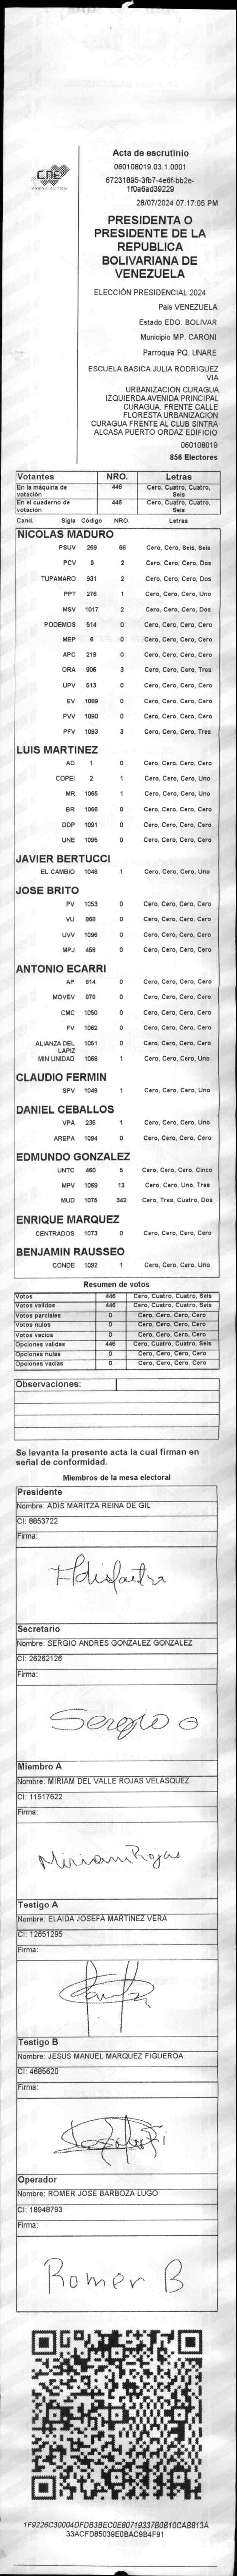 CNE
Acta de escrutinio
060108019.03.1.0001
67231895-3fb7-4e6f-bb2e-
1f0a6ad39229
28/07/2024 07:17:05 PM
PRESIDENTA O
PRESIDENTE DE LA
REPUBLICA
BOLIVARIANA DE
VENEZUELA
ELECCIÓN PRESIDENCIAL 2024
Pais VENEZUELA
Estado EDO. BOLIVAR
Municipio MP. CARONI
Parroquia PQ. UNARE
ESCUELA BASICA JULIA RODRIGUEZ
VIA
URBANIZACION CURAGUA
IZQUIERDA AVENIDA PRINCIPAL
CURAGUA. FRENTE CALLE
FLORESTA URBANIZACION
CURAGUA FRENTE AL CLUB SINTRA
ALCASA PUERTO ORDAZ EDIFICIO
060108019
856 Electores
Votantes NRO. Letras
En la máquina de votación 446 Cero, Cuatro, Cuatro, Seis
En el cuaderno de votación 446 Cero, Cuatro, Cuatro, Seis
Cand. Sigla Código NRO. Letras
NICOLAS MADURO
PSUV 269 66 Cero, Cero, Seis, Seis
PCV 9 2 Cero, Cero, Cero, Dos
TUPAMARO 931 2 Cero, Cero, Cero, Dos
PPT 276 1 Cero, Cero, Cero, Uno
MSV 1017 2 Cero, Cero, Cero, Dos
PODEMOS 514 0 Cero, Cero, Cero, Cero
MEP 6 0 Cero, Cero, Cero, Cero
APC 219 0 Cero, Cero, Cero, Cero
ORA 906 3 Cero, Cero, Cero, Tres
UPV 513 0 Cero, Cero, Cero, Cero
EV 1089 0 Cero, Cero, Cero, Cero
PVV 1090 0 Cero, Cero, Cero, Cero
PFV 1093 3 Cero, Cero, Cero, Tres
LUIS MARTINEZ
AD 1 0 Cero, Cero, Cero, Cero
COPEI 2 1 Cero, Cero, Cero, Uno
MR 1065 1 Cero, Cero, Cero, Uno
BR 1066 0 Cero, Cero, Cero, Cero
DDP 1091 0 Cero, Cero, Cero, Cero
UNE 1095 0 Cero, Cero, Cero, Cero
JAVIER BERTUCCI
EL CAMBIO 1048 1 Cero, Cero, Cero, Uno
JOSE BRITO
PV 1053 0 Cero, Cero, Cero, Cero
VU 868 0 Cero, Cero, Cero, Cero
UVV 1096 0 Cero, Cero, Cero, Cero
MPJ 458 0 Cero, Cero, Cero, Cero
ANTONIO ECARRI
AP 814 0 Cero, Cero, Cero, Cero
MOVEV 878 0 Cero, Cero, Cero, Cero
CMC 1050 0 Cero, Cero, Cero, Cero
FV 1062 0 Cero, Cero, Cero, Cero
ALIANZA DEL LAPIZ 1051 0 Cero, Cero, Cero, Cero
MIN UNIDAD 1068 1 Cero, Cero, Cero, Uno
CLAUDIO FERMIN
SPV 1049 1 Cero, Cero, Cero, Uno
DANIEL CEBALLOS
VPA 236 1 Cero, Cero, Cero, Uno
AREPA 1094 0 Cero, Cero, Cero, Cero
EDMUNDO GONZALEZ
UNTC 460 5 Cero, Cero, Cero, Cinco
MPV 1069 13 Cero, Cero, Uno, Tres
MUD 1075 342 Cero, Tres, Cuatro, Dos
ENRIQUE MARQUEZ
CENTRADOS 1073 0 Cero, Cero, Cero, Cero
BENJAMIN RAUSSEO
CONDE 1092 1 Cero, Cero, Cero, Uno
Resumen de votos
Votos 446 Cero, Cuatro, Cuatro, Seis
Votos validos 446 Cero, Cuatro, Cuatro, Seis
Votos parciales 0 Cero, Cero, Cero, Cero
Votos nulos 0 Cero, Cero, Cero, Cero
Votos vacios 0 Cero, Cero, Cero, Cero
Opciones validas 446 Cero, Cuatro, Cuatro, Seis
Opciones nulas 0 Cero, Cero, Cero, Cero
Opciones vacias 0 Cero, Cero, Cero, Cero
Observaciones:
Se levanta la presente acta la cual firman en
señal de conformidad.
Miembros de la mesa electoral
Presidente
Nombre: ADIS MARITZA REINA DE GIL
CI: 8853722
Firma:
Secretario
Nombre: SERGIO ANDRES GONZALEZ GONZALEZ
CI: 26262126
Firma:
Sergio G
Miembro A
Nombre: MIRIAM DEL VALLE ROJAS VELASQUEZ
CI: 11517622
Firma:
Miriam Rojas
Testigo A
Nombre: ELAIDA JOSEFA MARTINEZ VERA
CI: 12651295
Firma:
Testigo B
Nombre: JESUS MANUEL MARQUEZ FIGUEROA
CI: 4685620
Firma:
Operador
Nombre: ROMER JOSE BARBOZA LUGO
CI: 18948793
Firma:
Romer B
1F9226C30004DFDB3BEC0E80719337B0B10CAB813A
33ACFD85039E0BAC9B4F91